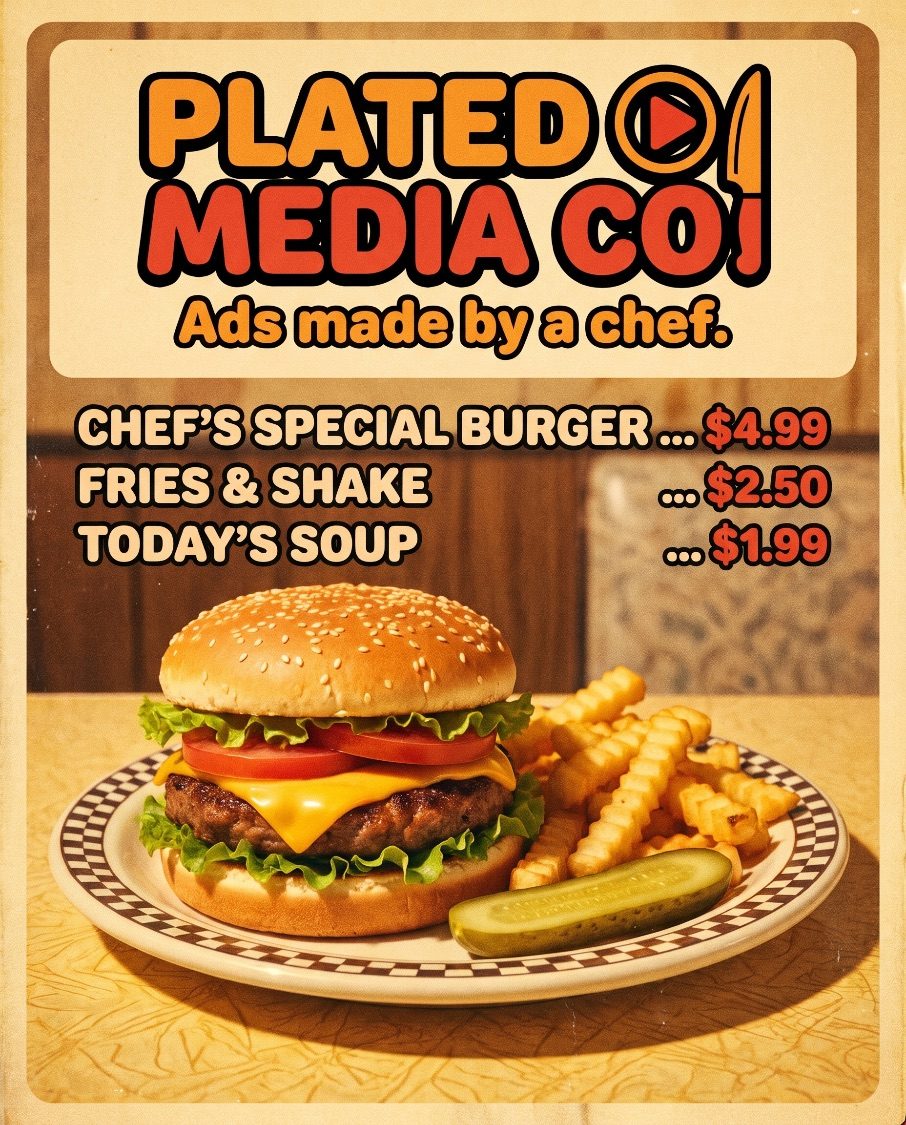 PLATED
MEDIA CO
Ads made by a chef.
CHEF'S SPECIAL BURGER ... $4.99
FRIES & SHAKE ... $2.50
TODAY'S SOUP ... $1.99